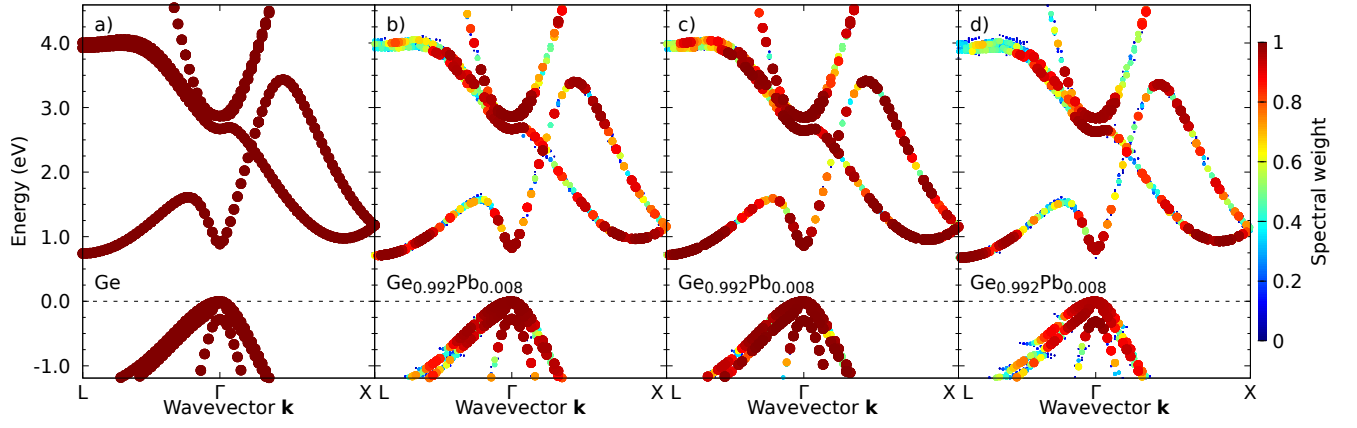 a) b) c) d)
4.0
3.0
2.0
1.0
0.0
-1.0
Energy (eV)
Ge
Ge0.992Pb0.008
Ge0.992Pb0.008
Ge0.992Pb0.008
L Γ X L Γ X L Γ X L Γ X
Wavevector k Wavevector k Wavevector k Wavevector k
1
0.8
0.6
0.4
0.2
0
Spectral weight